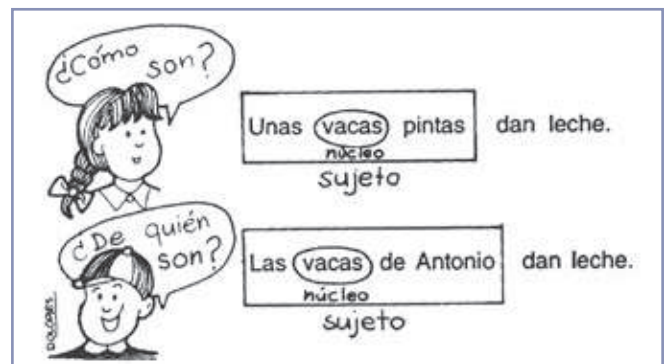 ¿Cómo son?
Unas vacas pintas dan leche.
núcleo
sujeto
¿De quién son?
Las vacas de Antonio dan leche.
núcleo
sujeto
DOLORES